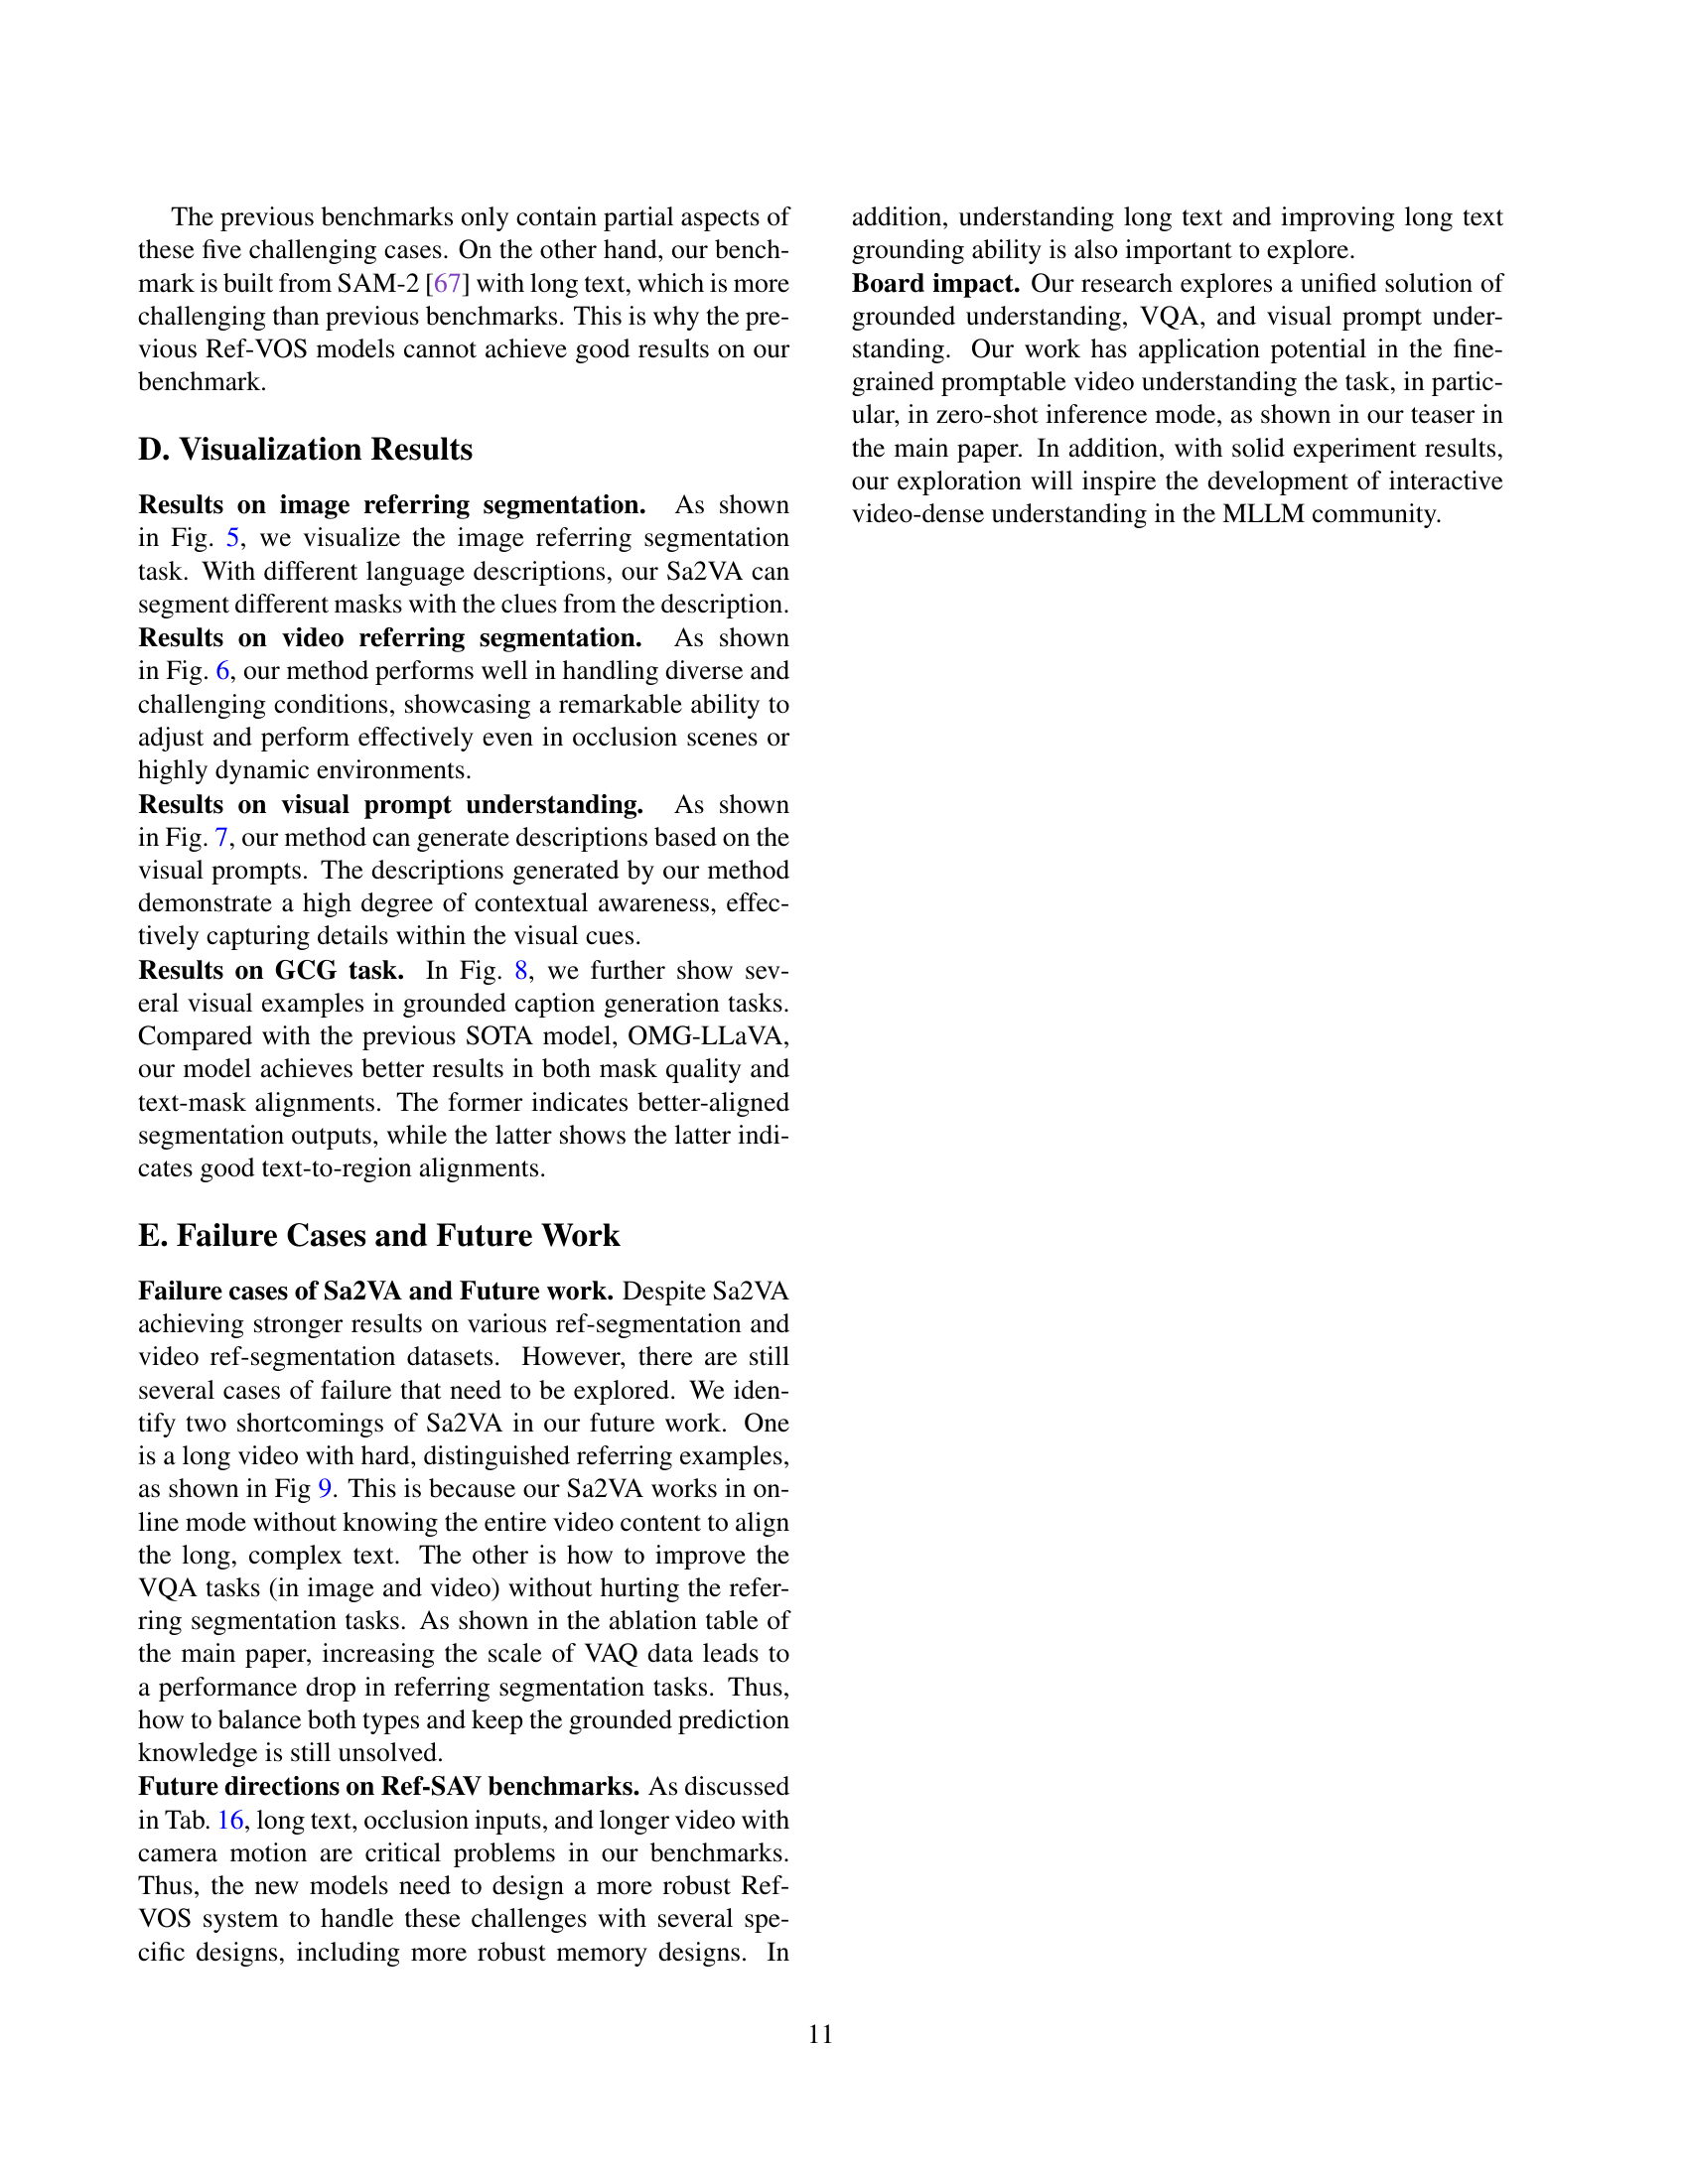 The previous benchmarks only contain partial aspects of
these five challenging cases. On the other hand, our bench-
mark is built from SAM-2 [67] with long text, which is more
challenging than previous benchmarks. This is why the pre-
vious Ref-VOS models cannot achieve good results on our
benchmark.
D. Visualization Results
Results on image referring segmentation. As shown
in Fig. 5, we visualize the image referring segmentation
task. With different language descriptions, our Sa2VA can
segment different masks with the clues from the description.
Results on video referring segmentation. As shown
in Fig. 6, our method performs well in handling diverse and
challenging conditions, showcasing a remarkable ability to
adjust and perform effectively even in occlusion scenes or
highly dynamic environments.
Results on visual prompt understanding. As shown
in Fig. 7, our method can generate descriptions based on the
visual prompts. The descriptions generated by our method
demonstrate a high degree of contextual awareness, effec-
tively capturing details within the visual cues.
Results on GCG task. In Fig. 8, we further show sev-
eral visual examples in grounded caption generation tasks.
Compared with the previous SOTA model, OMG-LLaVA,
our model achieves better results in both mask quality and
text-mask alignments. The former indicates better-aligned
segmentation outputs, while the latter shows the latter indi-
cates good text-to-region alignments.
E. Failure Cases and Future Work
Failure cases of Sa2VA and Future work. Despite Sa2VA
achieving stronger results on various ref-segmentation and
video ref-segmentation datasets. However, there are still
several cases of failure that need to be explored. We iden-
tify two shortcomings of Sa2VA in our future work. One
is a long video with hard, distinguished referring examples,
as shown in Fig 9. This is because our Sa2VA works in on-
line mode without knowing the entire video content to align
the long, complex text. The other is how to improve the
VQA tasks (in image and video) without hurting the refer-
ring segmentation tasks. As shown in the ablation table of
the main paper, increasing the scale of VAQ data leads to
a performance drop in referring segmentation tasks. Thus,
how to balance both types and keep the grounded prediction
knowledge is still unsolved.
Future directions on Ref-SAV benchmarks. As discussed
in Tab. 16, long text, occlusion inputs, and longer video with
camera motion are critical problems in our benchmarks.
Thus, the new models need to design a more robust Ref-
VOS system to handle these challenges with several spe-
cific designs, including more robust memory designs. In
addition, understanding long text and improving long text
grounding ability is also important to explore.
Board impact. Our research explores a unified solution of
grounded understanding, VQA, and visual prompt under-
standing. Our work has application potential in the fine-
grained promptable video understanding the task, in partic-
ular, in zero-shot inference mode, as shown in our teaser in
the main paper. In addition, with solid experiment results,
our exploration will inspire the development of interactive
video-dense understanding in the MLLM community.
11